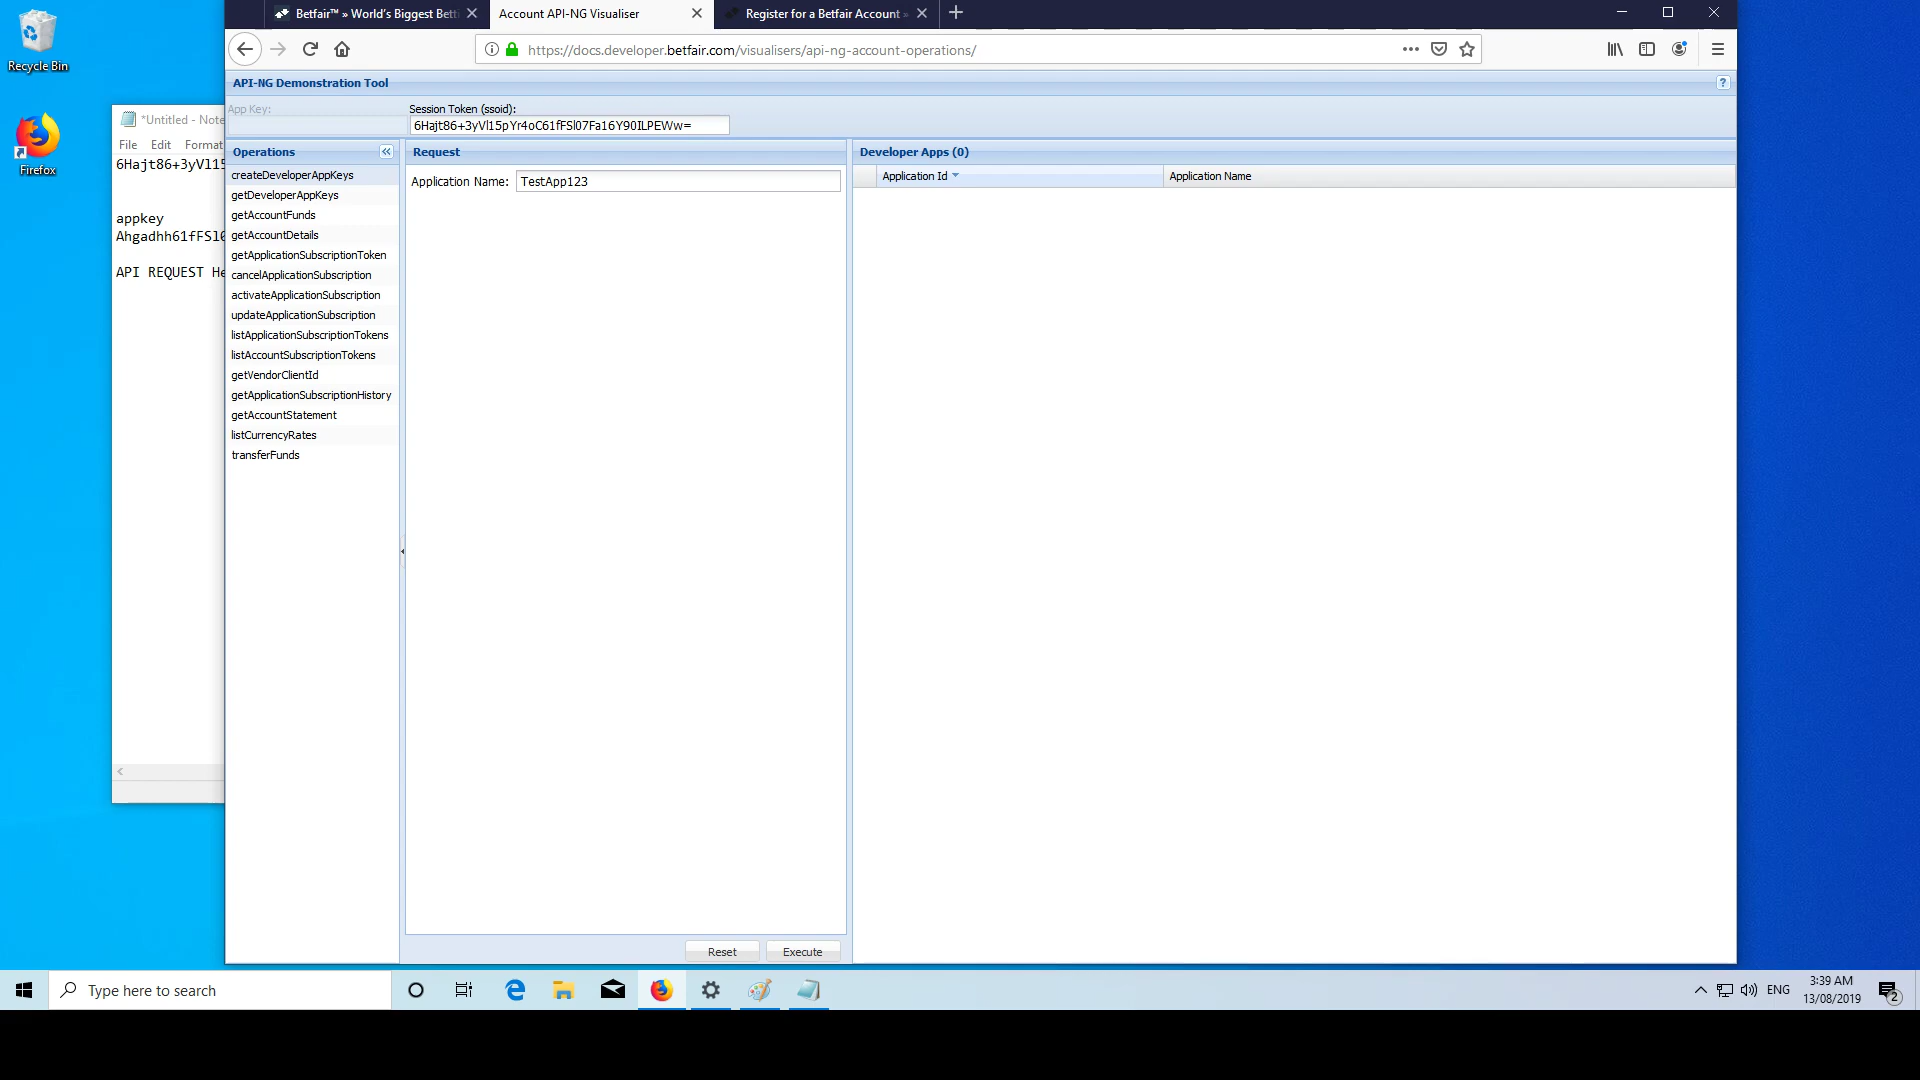 Recycle Bin
Firefox
*Untitled - Note
File Edit Format
6Hajt86+3yVl15
appkey
Ahgadhh61fFSl0
API REQUEST He
Betfair™ » World's Biggest Betti
Account API-NG Visualiser
Register for a Betfair Account »
https://docs.developer.betfair.com/visualisers/api-ng-account-operations/
API-NG Demonstration Tool
?
App Key:
Session Token (ssoid):
6Hajt86+3yVl15pYr4oC61fFSl07Fa16Y90ILPEWw=
Operations
createDeveloperAppKeys
getDeveloperAppKeys
getAccountFunds
getAccountDetails
getApplicationSubscriptionToken
cancelApplicationSubscription
activateApplicationSubscription
updateApplicationSubscription
listApplicationSubscriptionTokens
listAccountSubscriptionTokens
getVendorClientId
getApplicationSubscriptionHistory
getAccountStatement
listCurrencyRates
transferFunds
Request
Application Name: TestApp123
Reset Execute
Developer Apps (0)
Application Id Application Name
Type here to search
ENG
3:39 AM
13/08/2019
2